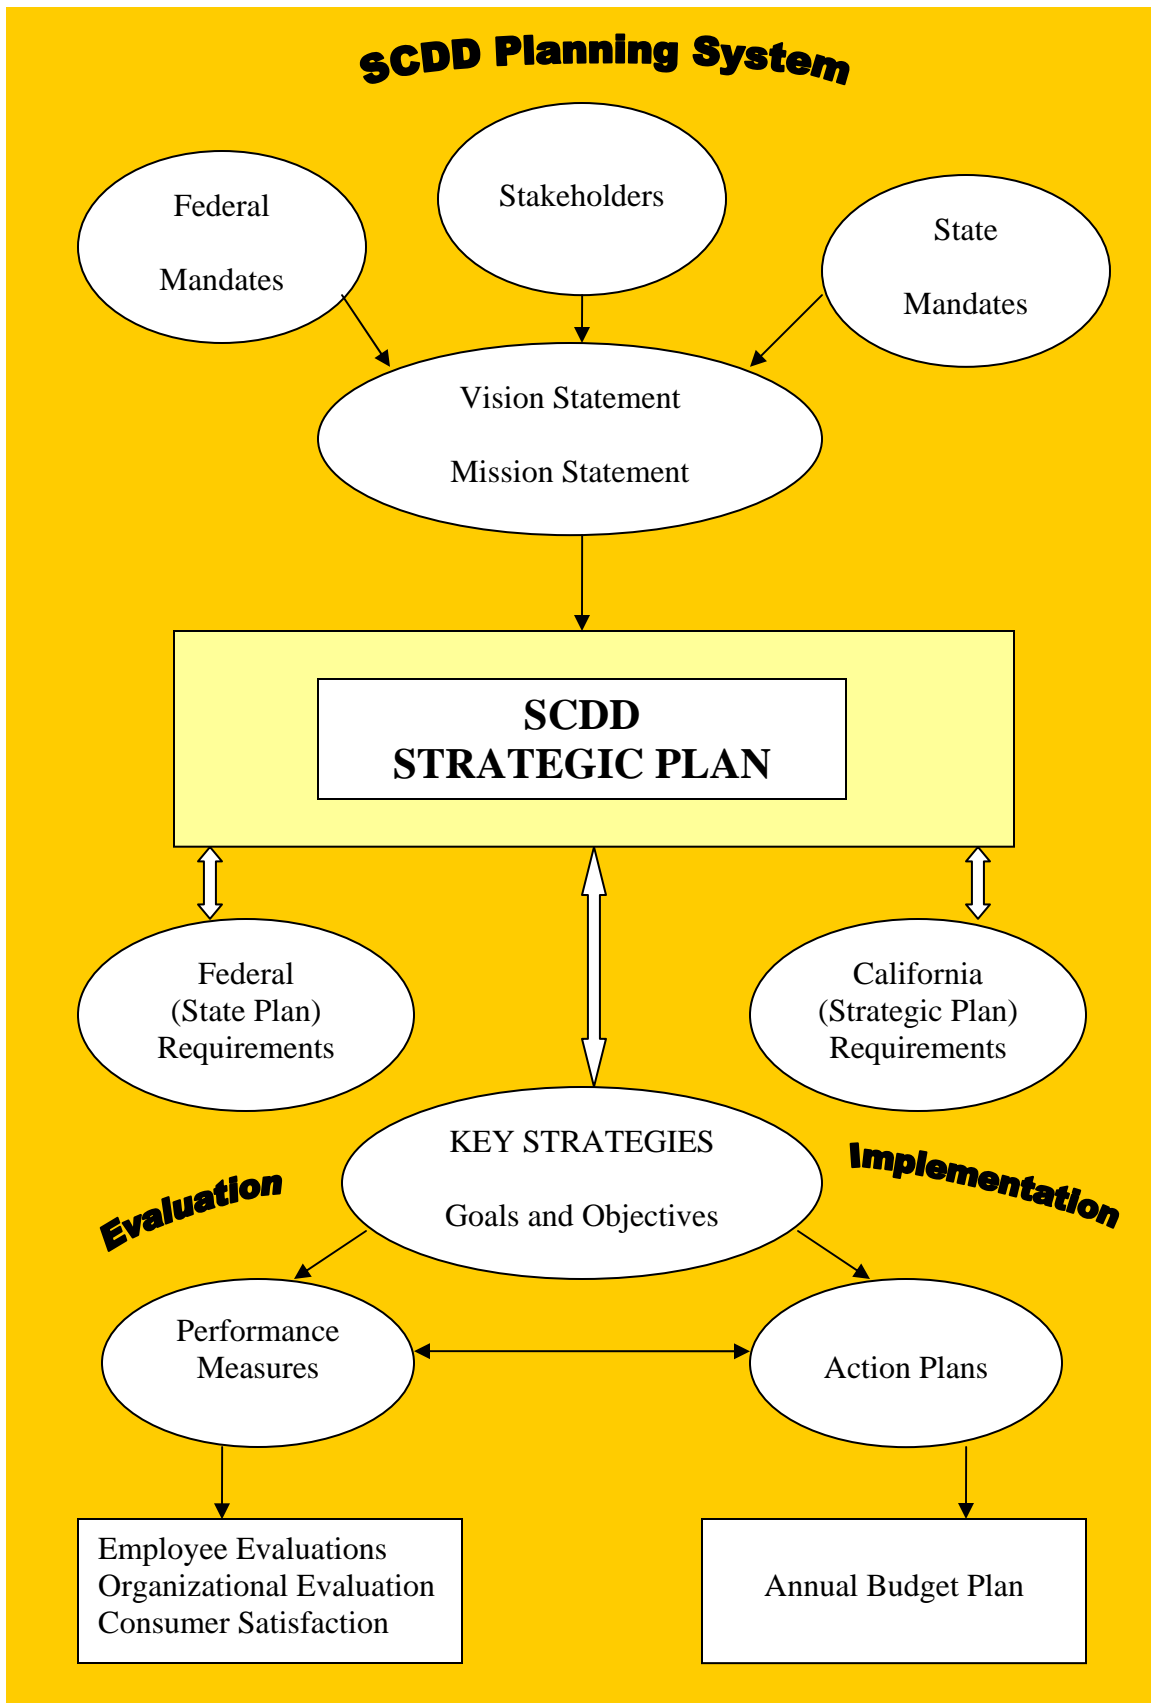 SCDD Planning System
Stakeholders
Federal
Mandates
State
Mandates
Vision Statement
Mission Statement
SCDD
STRATEGIC PLAN
Federal
(State Plan)
Requirements
California
(Strategic Plan)
Requirements
KEY STRATEGIES
Goals and Objectives
Evaluation
Implementation
Performance
Measures
Action Plans
Employee Evaluations
Organizational Evaluation
Consumer Satisfaction
Annual Budget Plan